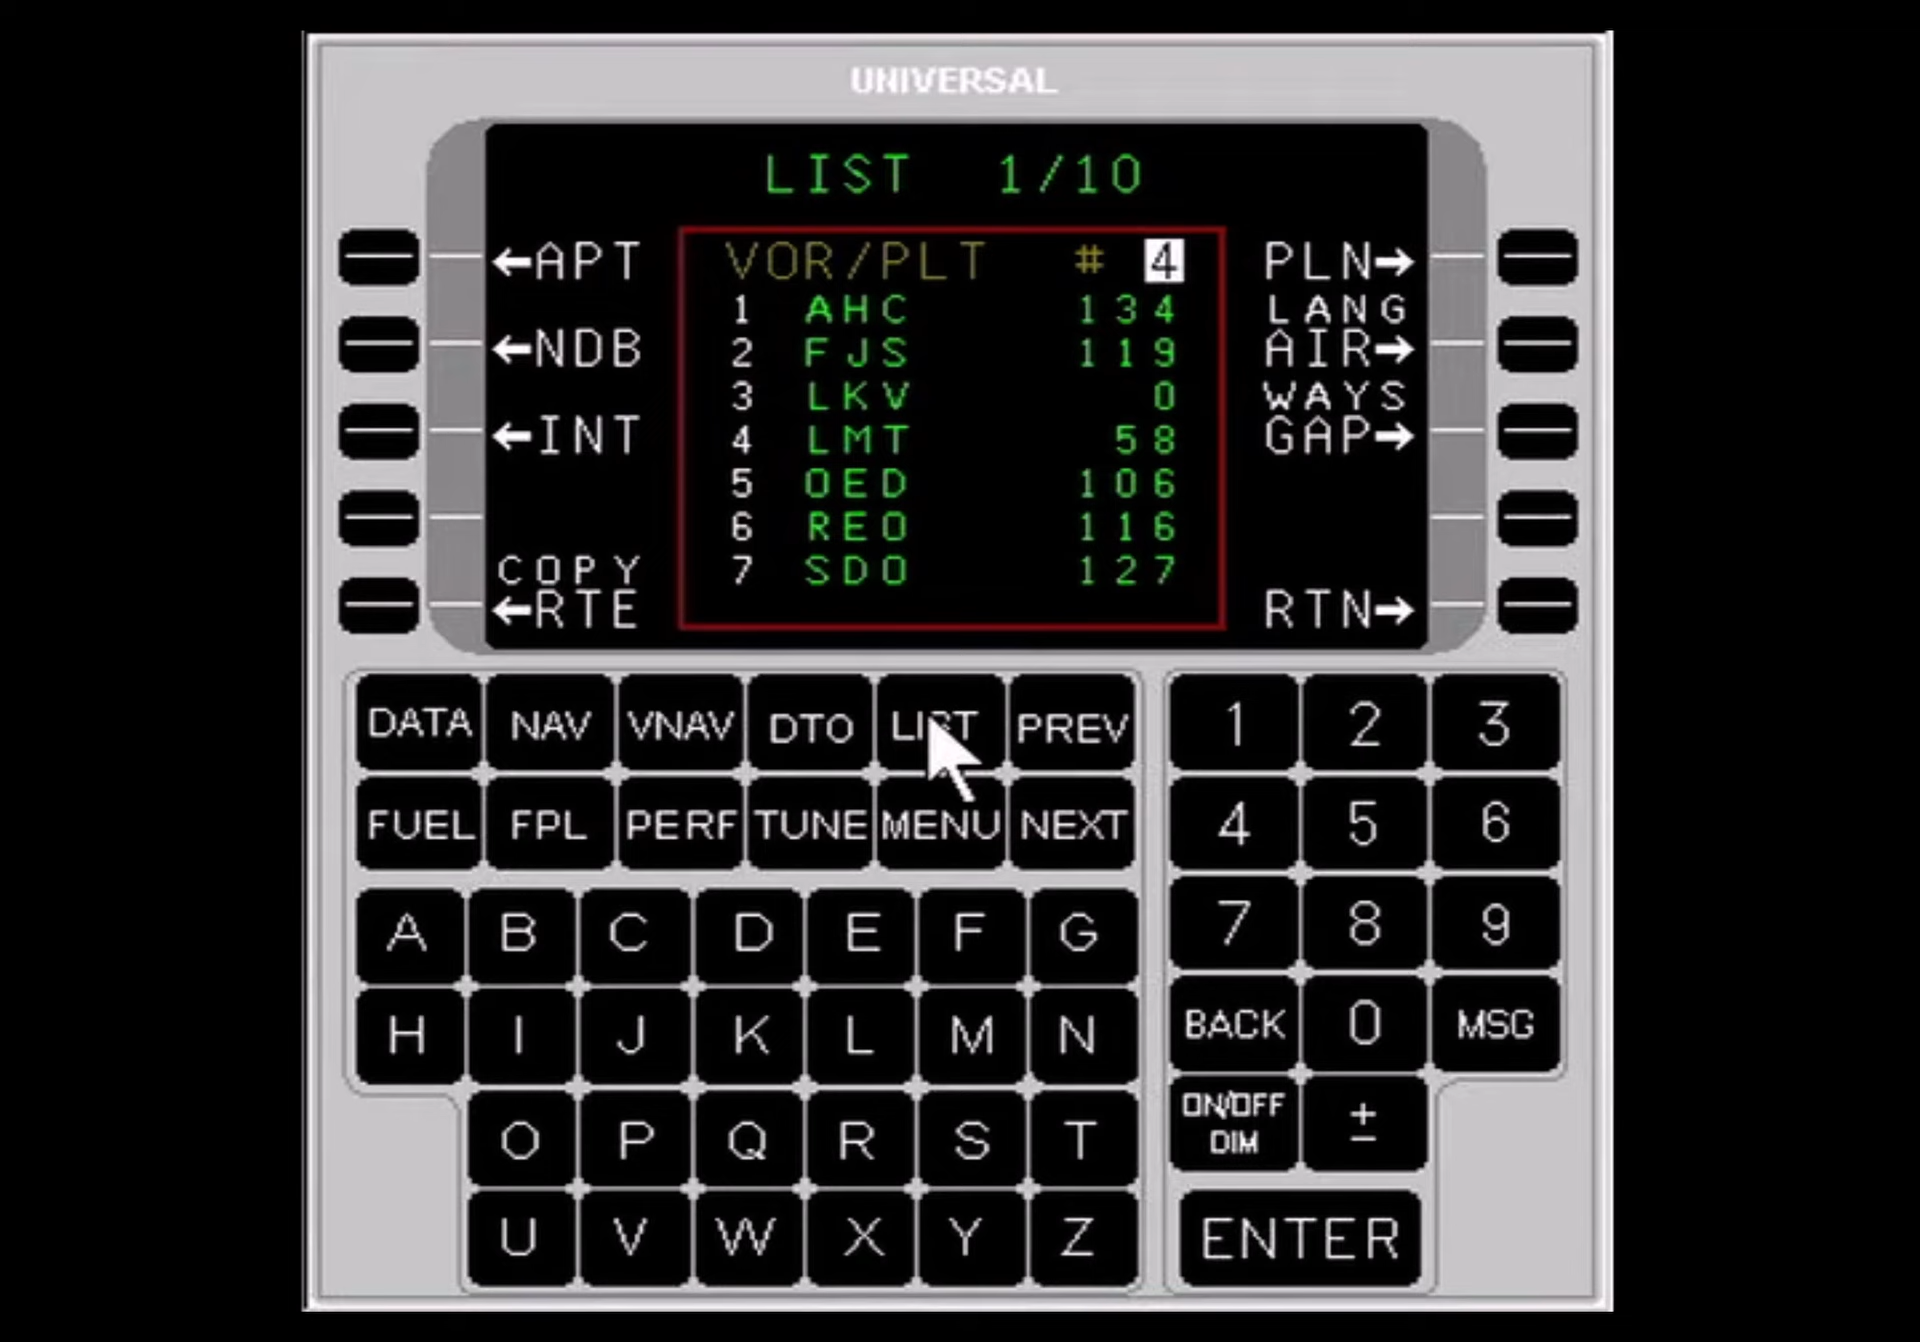 UNIVERSAL
LIST 1/10
←APT VOR/PLT # 4 PLN→
1 AHC 134 LANG
←NDB 2 FJS 119 AIR→
3 LKV 0 WAYS
←INT 4 LMT 58 GAP→
5 OED 106
6 REO 116
COPY 7 SDO 127
←RTE RTN→
DATA NAV VNAV DTO LIST PREV 1 2 3
FUEL FPL PERF TUNE MENU NEXT 4 5 6
A B C D E F G 7 8 9
H I J K L M N BACK 0 MSG
O P Q R S T ON/OFF DIM ±
U V W X Y Z ENTER